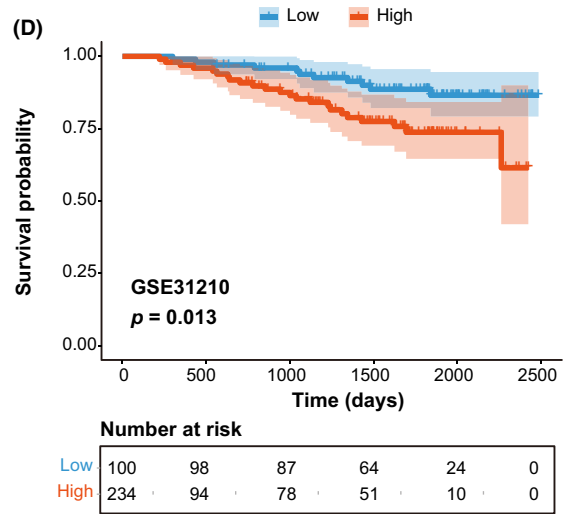 (D)
Low High
1.00
0.75
0.50
0.25
0.00
Survival probability
GSE31210
p = 0.013
0 500 1000 1500 2000 2500
Time (days)
Number at risk
Low 100 98 87 64 24 0
High 234 94 78 51 10 0